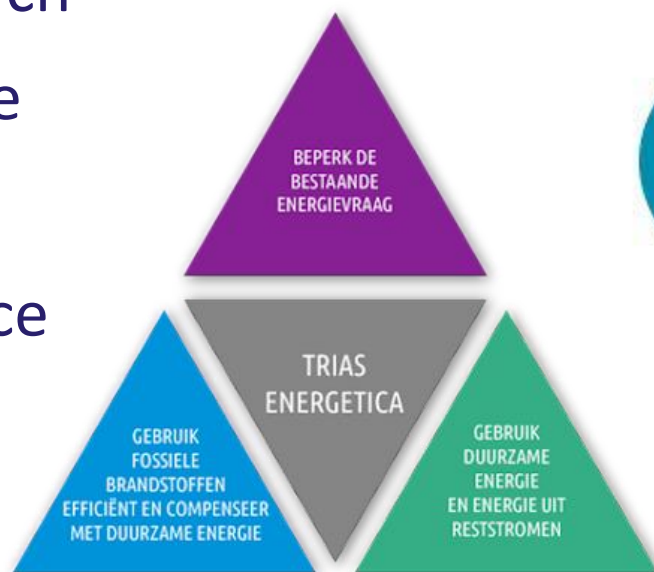 BEPERK DE
BESTAANDE
ENERGIEVRAAG
TRIAS
ENERGETICA
GEBRUIK
FOSSIELE
BRANDSTOFFEN
EFFICIËNT EN COMPENSEER
MET DUURZAME ENERGIE
GEBRUIK
DUURZAME
ENERGIE
EN ENERGIE UIT
RESTSTROMEN